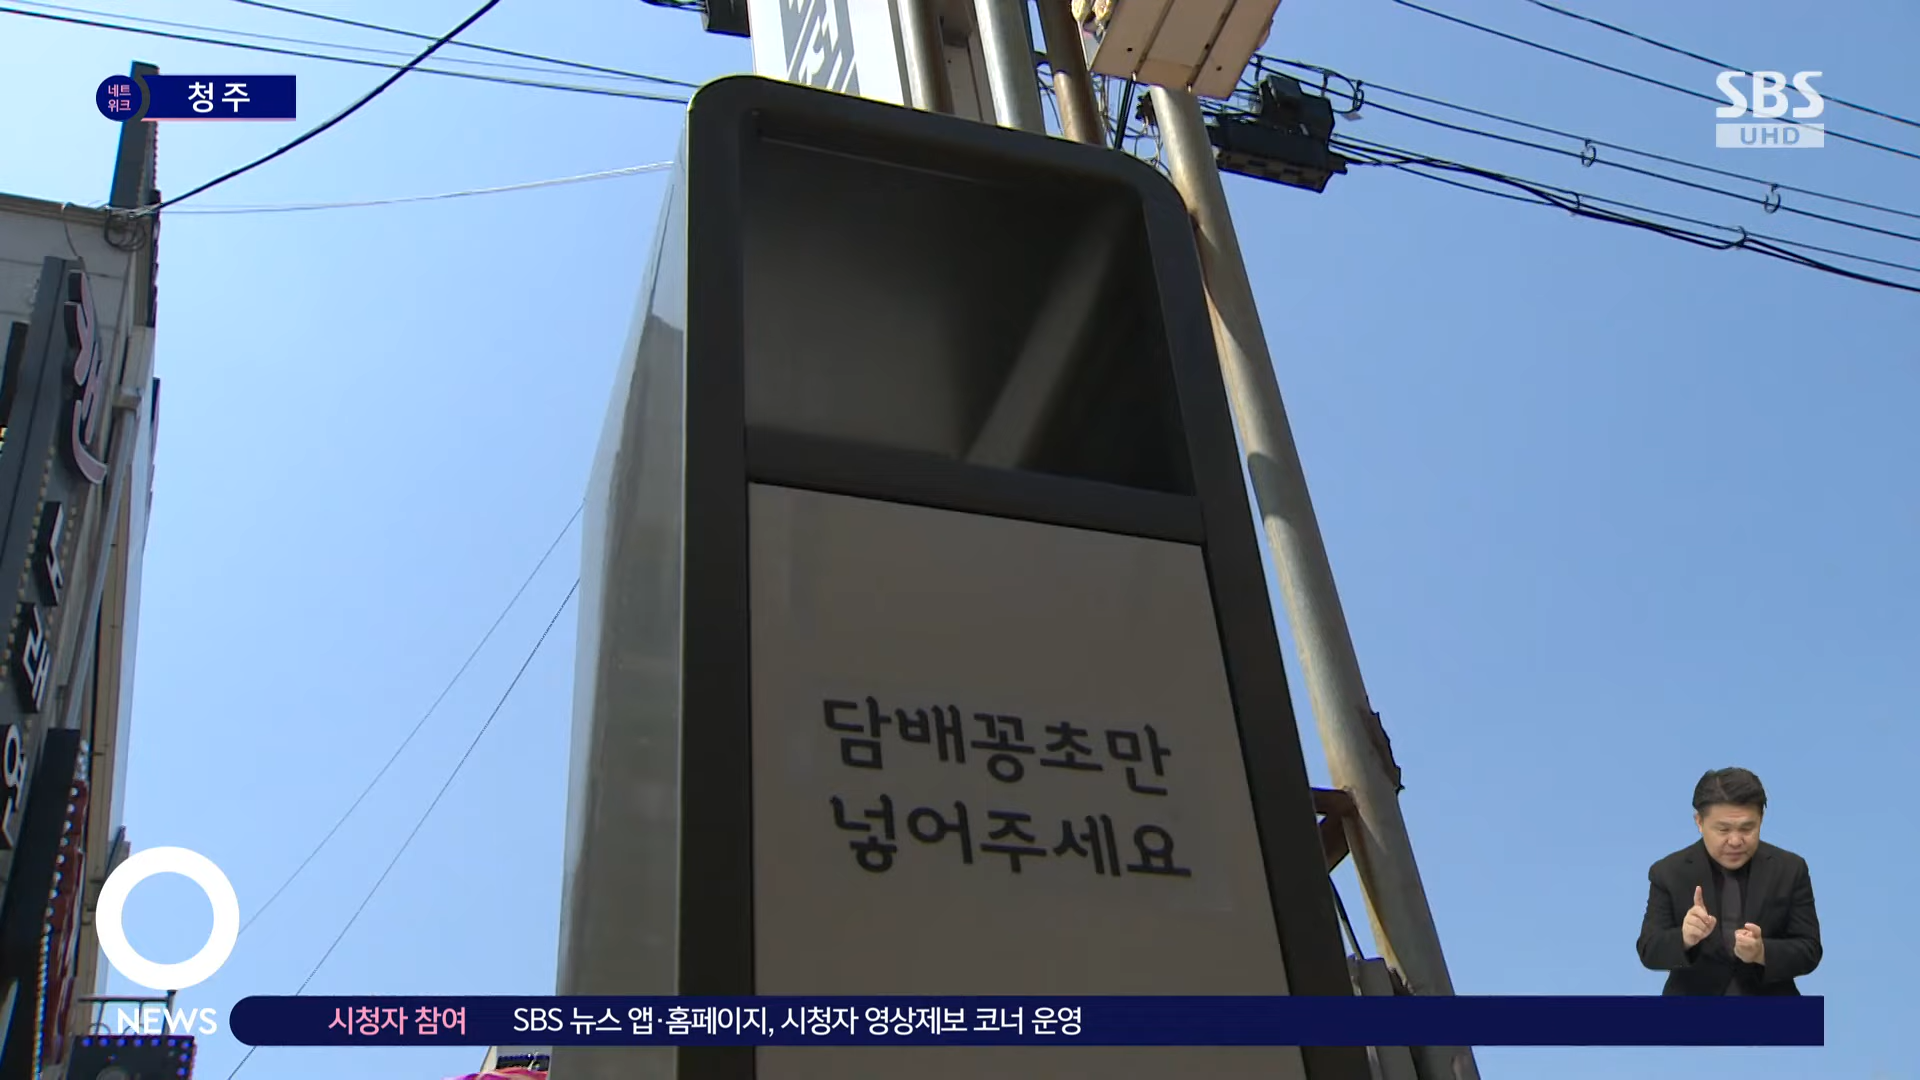 네트
위크
청주
SBS
UHD
담배꽁초만
넣어주세요
NEWS
시청자 참여 SBS 뉴스 앱·홈페이지, 시청자 영상제보 코너 운영